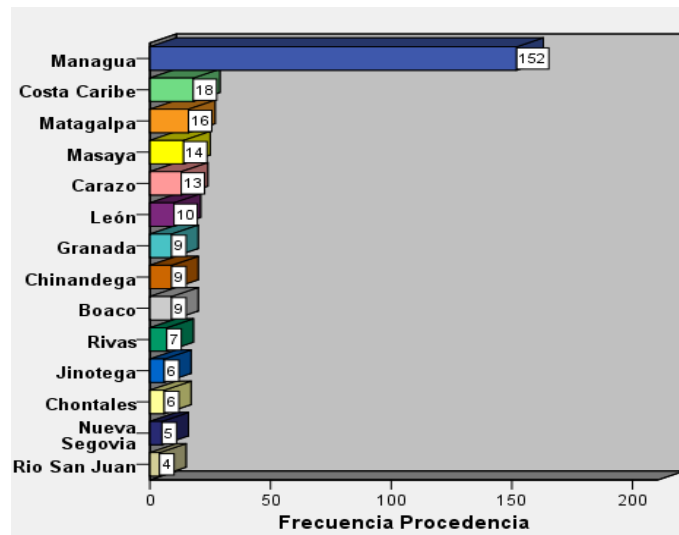 Managua 152
Costa Caribe 18
Matagalpa 16
Masaya 14
Carazo 13
León 10
Granada 9
Chinandega 9
Boaco 9
Rivas 7
Jinotega 6
Chontales 6
Nueva
Segovia 5
Rio San Juan 4
0 50 100 150 200
Frecuencia Procedencia